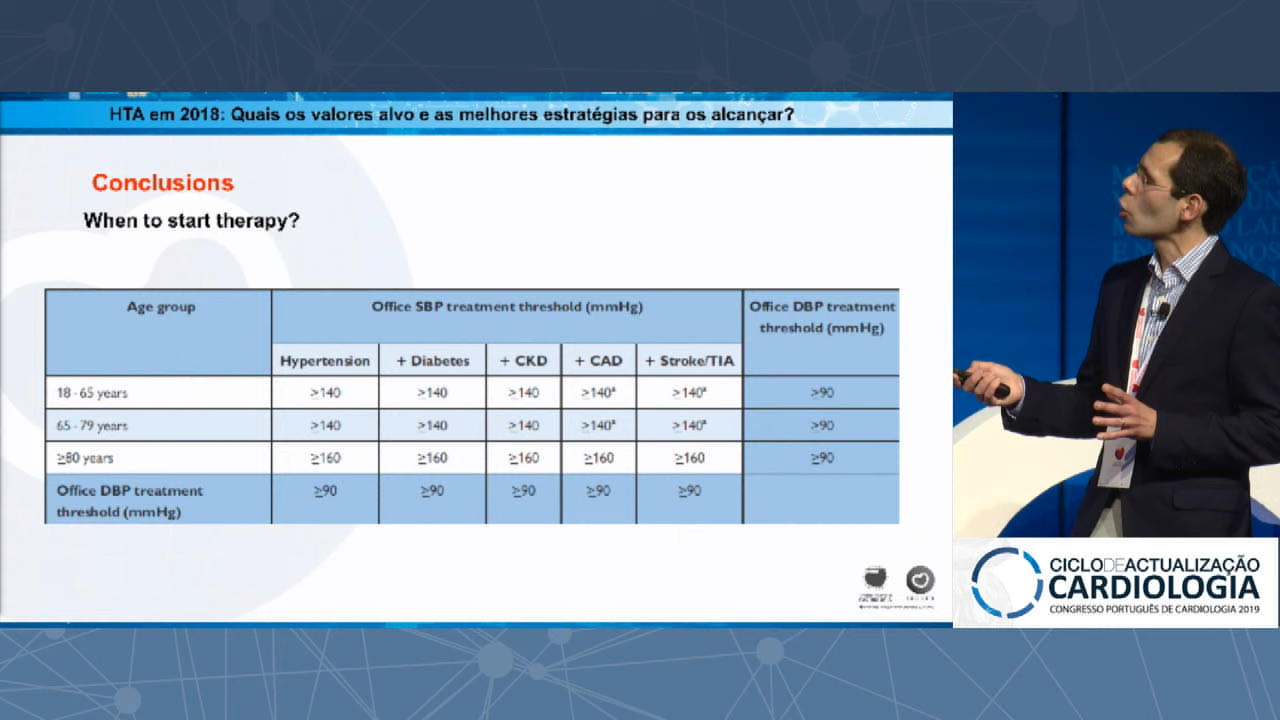 HTA em 2018: Quais os valores alvo e as melhores estratégias para os alcançar?
Conclusions
When to start therapy?
Age group
Office SBP treatment threshold (mmHg)
Office DBP treatment
threshold (mmHg)
Hypertension + Diabetes + CKD + CAD + Stroke/TIA
18 - 65 years ≥140 ≥140 ≥140 ≥140ª ≥140ª ≥90
65 - 79 years ≥140 ≥140 ≥140 ≥140ª ≥140ª ≥90
≥80 years ≥160 ≥160 ≥160 ≥160 ≥160 ≥90
Office DBP treatment
threshold (mmHg)
≥90 ≥90 ≥90 ≥90 ≥90
CICLODEACTUALIZAÇÃO
CARDIOLOGIA
CONGRESSO PORTUGUÊS DE CARDIOLOGIA 2019